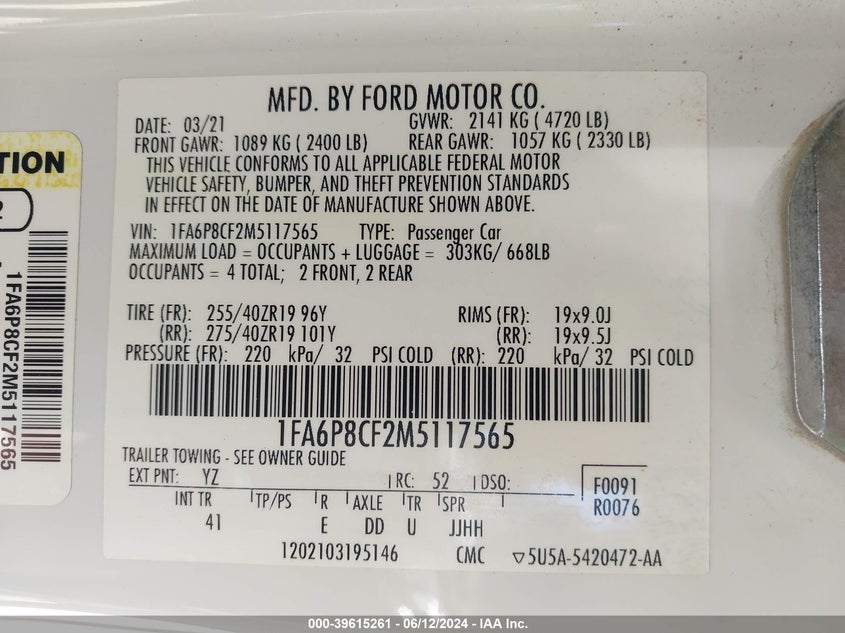 MFD. BY FORD MOTOR CO.
DATE: 03/21 GVWR: 2141 KG ( 4720 LB)
FRONT GAWR: 1089 KG ( 2400 LB) REAR GAWR: 1057 KG ( 2330 LB)
THIS VEHICLE CONFORMS TO ALL APPLICABLE FEDERAL MOTOR
VEHICLE SAFETY, BUMPER, AND THEFT PREVENTION STANDARDS
IN EFFECT ON THE DATE OF MANUFACTURE SHOWN ABOVE.
VIN: 1FA6P8CF2M5117565 TYPE: Passenger Car
MAXIMUM LOAD = OCCUPANTS + LUGGAGE = 303KG/ 668LB
OCCUPANTS = 4 TOTAL; 2 FRONT, 2 REAR
TIRE (FR): 255/40ZR19 96Y RIMS (FR): 19x9.0J
(RR): 275/40ZR19 101Y (RR): 19x9.5J
PRESSURE (FR): 220 kPa/ 32 PSI COLD (RR): 220 kPa/ 32 PSI COLD
1FA6P8CF2M5117565
TRAILER TOWING - SEE OWNER GUIDE
EXT PNT: YZ RC: 52 DSO:
F0091
R0076
INT TR TP/PS R AXLE TR SPR
41 E DD U JJHH
1202103195146 CMC ▽5U5A-5420472-AA
TION
2
1FA6P8CF2M5117565
000-39615261 - 06/12/2024 - IAA Inc.